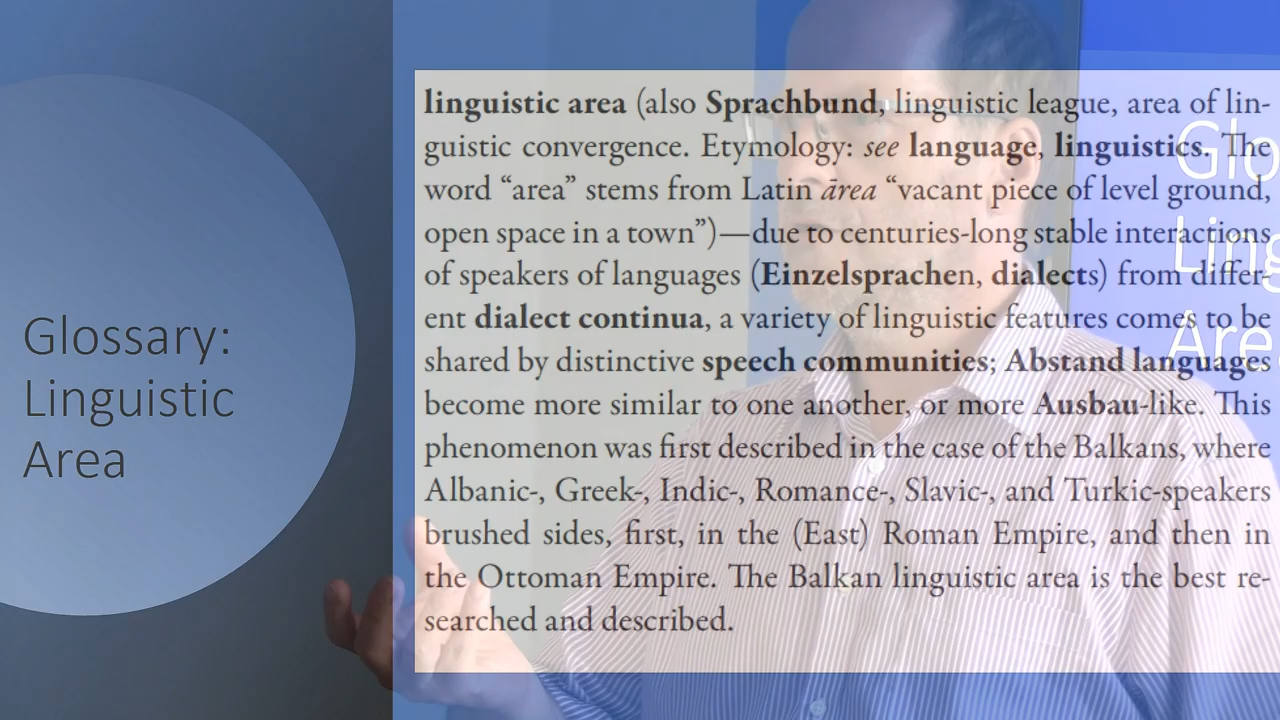 Glossary:
Linguistic
Area
linguistic area (also Sprachbund, linguistic league, area of lin-
guistic convergence. Etymology: see language, linguistics. The
word “area” stems from Latin ārea “vacant piece of level ground,
open space in a town”)—due to centuries-long stable interactions
of speakers of languages (Einzelsprachen, dialects) from differ-
ent dialect continua, a variety of linguistic features comes to be
shared by distinctive speech communities; Abstand languages
become more similar to one another, or more Ausbau-like. This
phenomenon was first described in the case of the Balkans, where
Albanic-, Greek-, Indic-, Romance-, Slavic-, and Turkic-speakers
brushed sides, first, in the (East) Roman Empire, and then in
the Ottoman Empire. The Balkan linguistic area is the best re-
searched and described.
Glo
Ling
Are